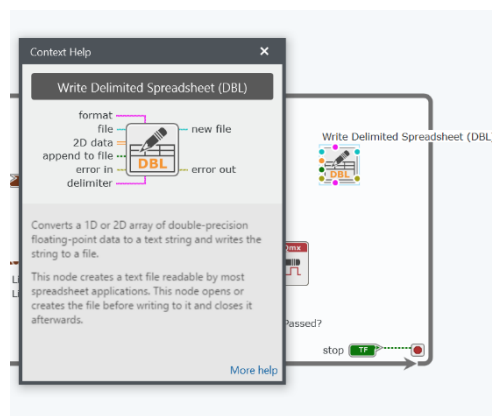 Context Help
Write Delimited Spreadsheet (DBL)
format
file
new file
2D data
append to file
error in
error out
delimiter
DBL
Converts a 1D or 2D array of double-precision
floating-point data to a text string and writes the
string to a file.
This node creates a text file readable by most
spreadsheet applications. This node opens or
creates the file before writing to it and closes it
afterwards.
More help
Write Delimited Spreadsheet (DBL
DBL
mx
Passed?
stop
TF
Li
Li